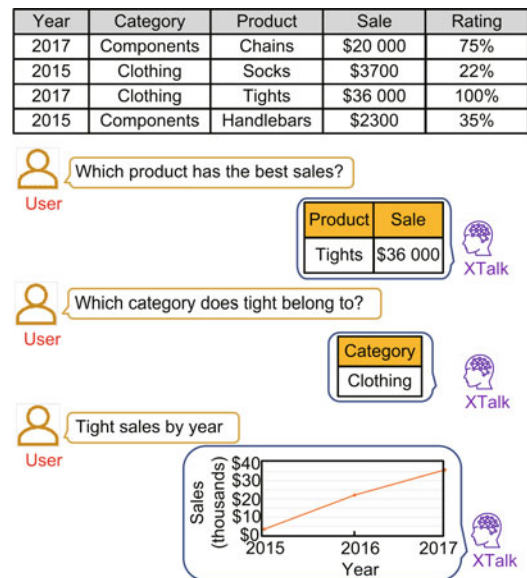 Year Category Product Sale Rating
2017 Components Chains $20 000 75%
2015 Clothing Socks $3700 22%
2017 Clothing Tights $36 000 100%
2015 Components Handlebars $2300 35%
Which product has the best sales?
User
Product Sale
Tights $36 000
XTalk
Which category does tight belong to?
User
Category
Clothing
XTalk
Tight sales by year
User
Sales
(thousands)
$40
$30
$20
$10
$0
2015 2016 2017
Year
XTalk